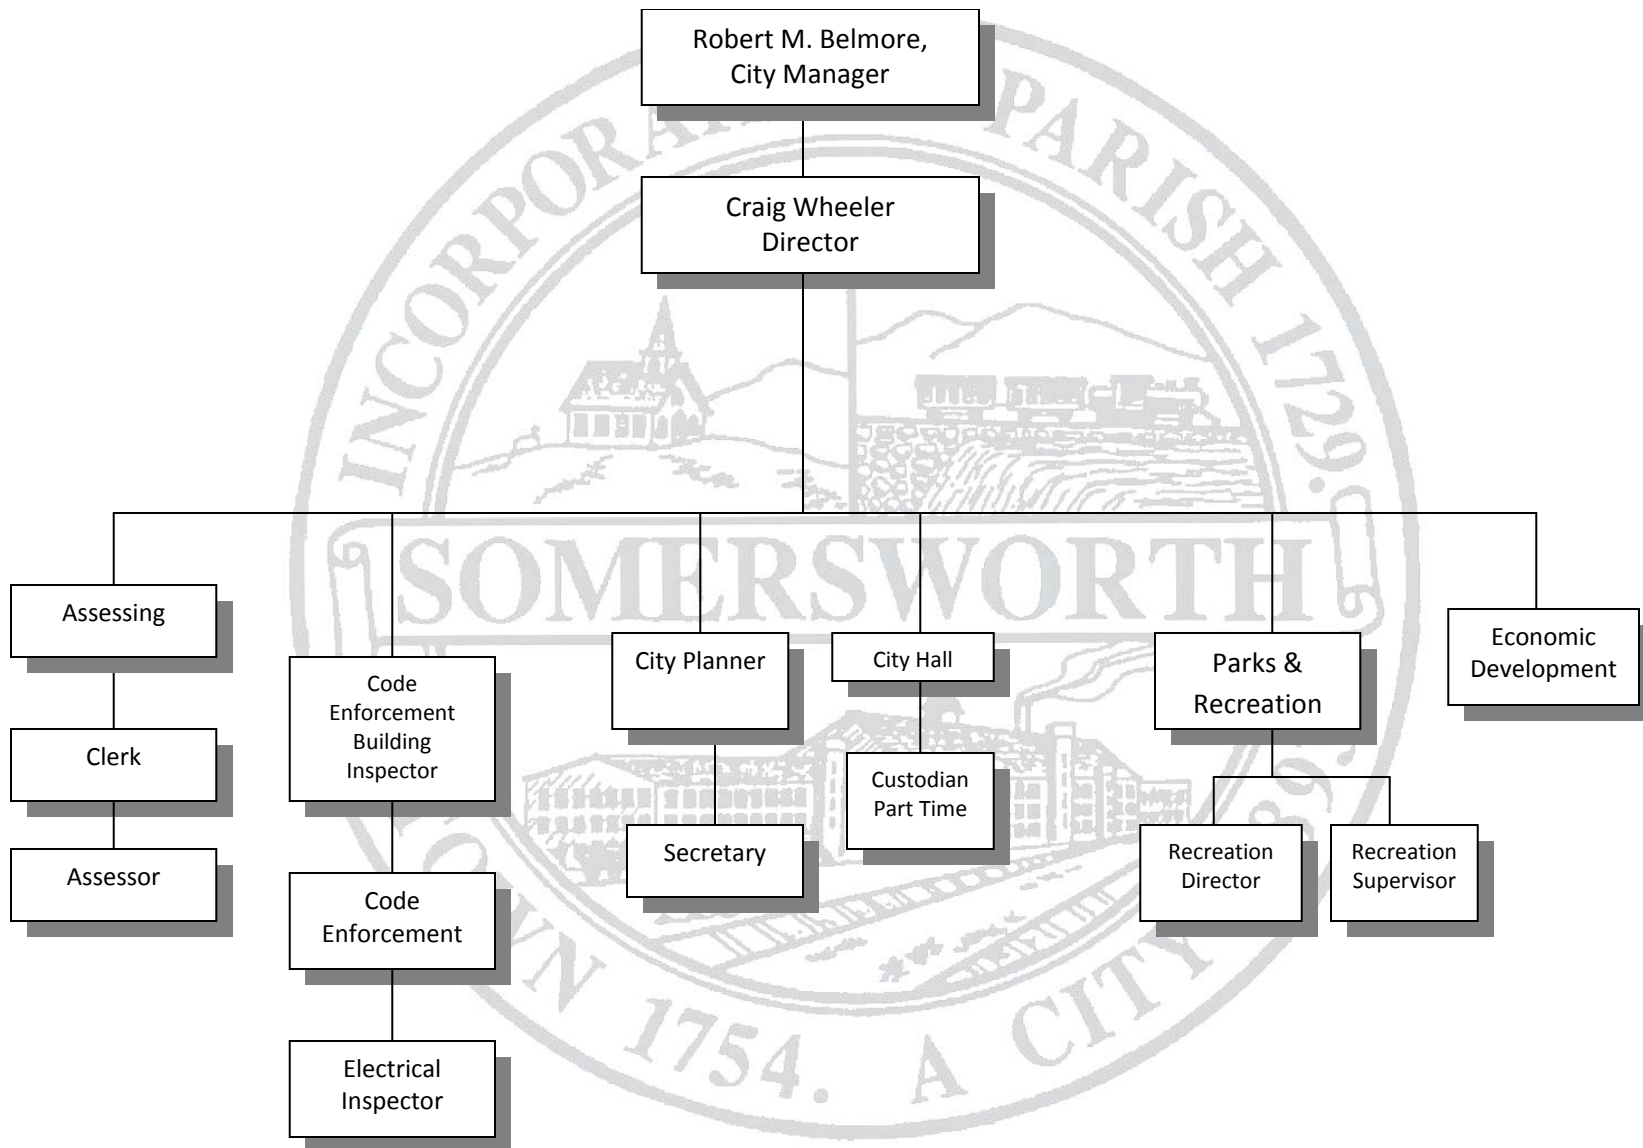 Robert M. Belmore,
City Manager
Craig Wheeler
Director
Assessing
Clerk
Assessor
Code
Enforcement
Building
Inspector
Code
Enforcement
Electrical
Inspector
City Planner
Secretary
City Hall
Custodian
Part Time
Parks &
Recreation
Recreation
Director
Recreation
Supervisor
Economic
Development
PARISH 1729.
SOMERSWORTH
1754. A CITY